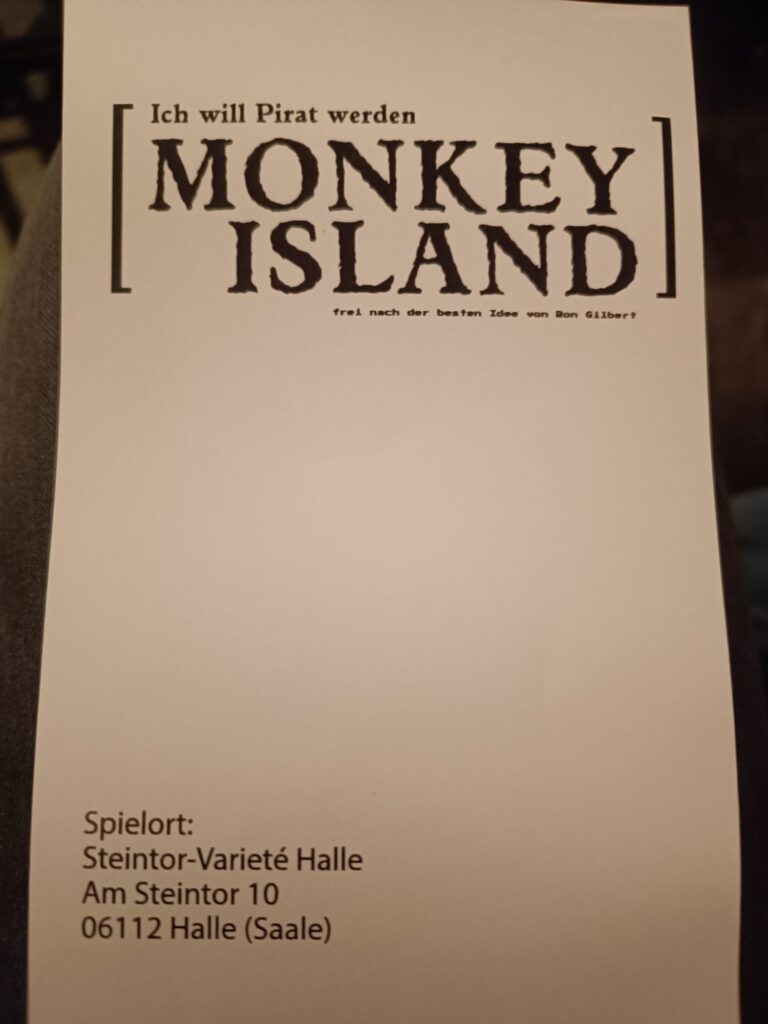 Ich will Pirat werden
MONKEY
ISLAND
frei nach der besten Idee von Ron Gilbert
Spielort:
Steintor-Varieté Halle
Am Steintor 10
06112 Halle (Saale)